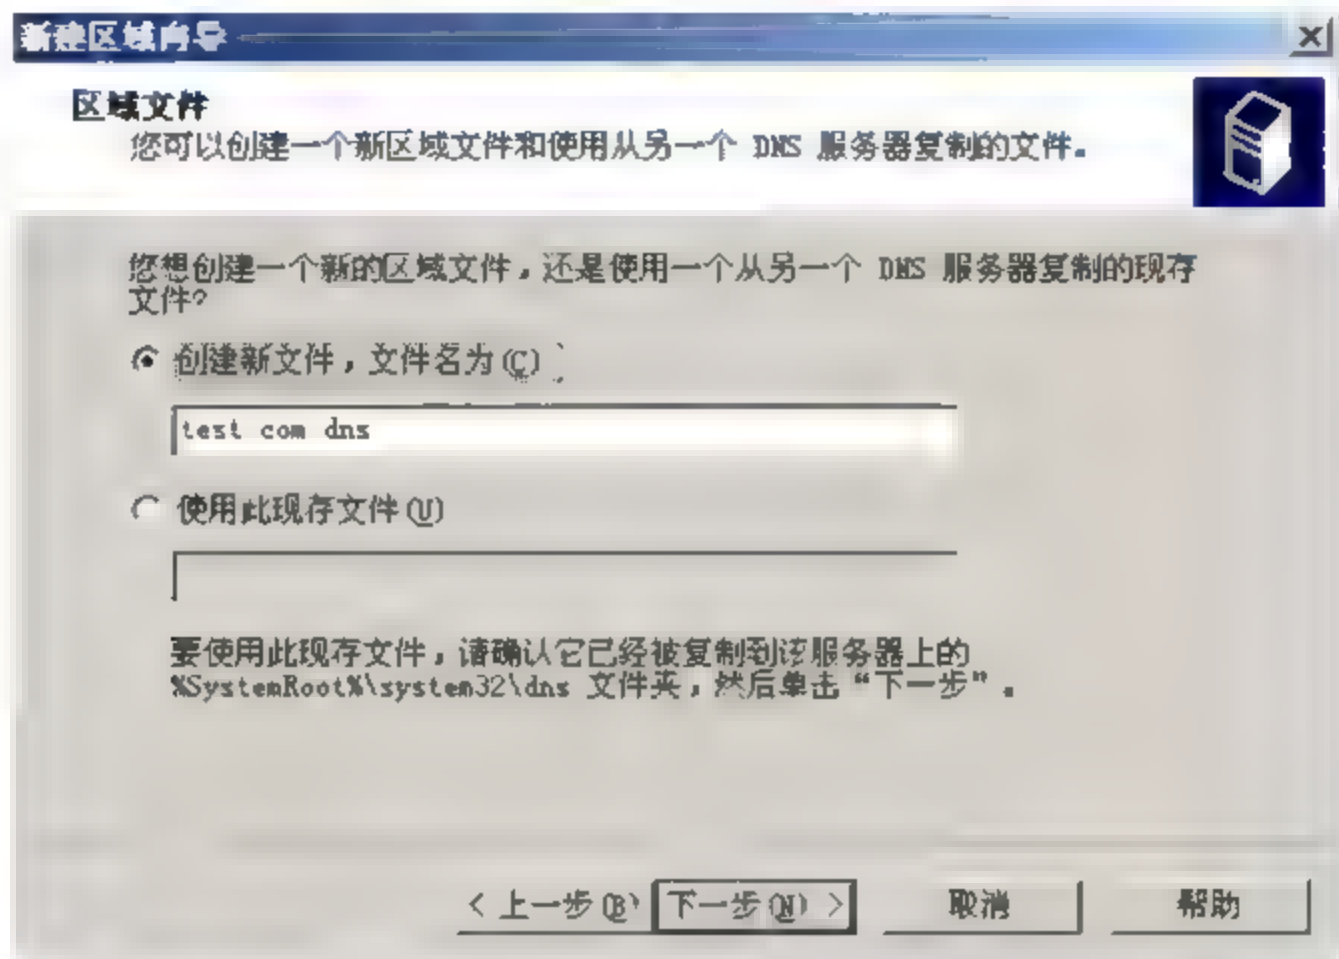 新建区域向导
区域文件
您可以创建一个新区域文件和使用从另一个 DNS 服务器复制的文件。
您想创建一个新的区域文件，还是使用一个从另一个 DNS 服务器复制的现存
文件?
创建新文件，文件名为(C)
test com dns
使用此现存文件(U)
要使用此现存文件，请确认它已经被复制到该服务器上的
%SystemRoot%\system32\dns 文件夹，然后单击“下一步”。
< 上一步(B) 下一步(N) > 取消 帮助